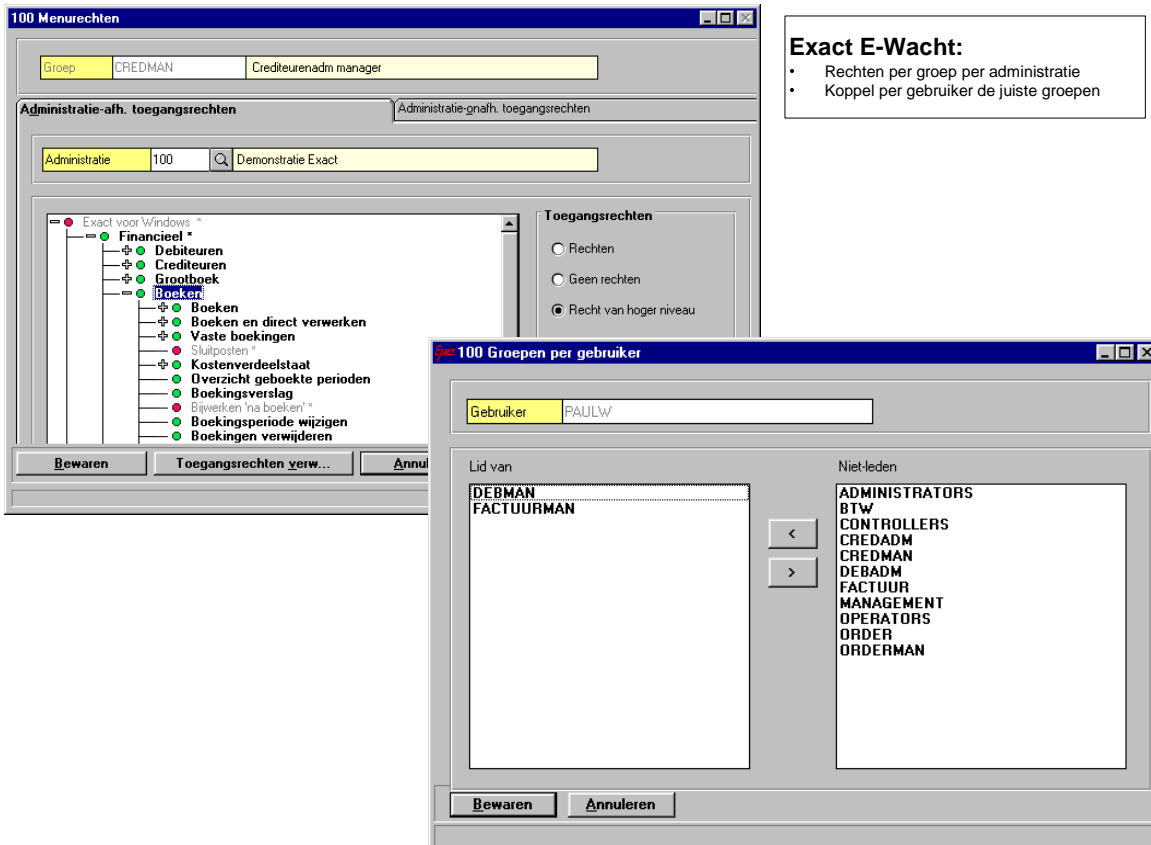 100 Menurechten
Groep CREDMAN Crediteurenadm manager
Administratie-afh. toegangsrechten
Administratie-onafh. toegangsrechten
Administratie 100 Demonstratie Exact
Exact voor Windows *
Financieel *
Debiteuren
Crediteuren
Grootboek
Boeken
Boeken
Boeken en direct verwerken
Vaste boekingen
Sluitposten *
Kostenverdeelstaat
Overzicht geboekte perioden
Boekingsverslag
Bijwerken 'na boeken' *
Boekingsperiode wijzigen
Boekingen verwijderen
Toegangsrechten
Rechten
Geen rechten
Recht van hoger niveau
Bewaren
Toegangsrechten verw...
Annul
Exact E-Wacht:
• Rechten per groep per administratie
• Koppel per gebruiker de juiste groepen
Exact 100 Groepen per gebruiker
Gebruiker PAULW
Lid van
DEBMAN
FACTUURMAN
<
>
Niet-leden
ADMINISTRATORS
BTW
CONTROLLERS
CREDADM
CREDMAN
DEBADM
FACTUUR
MANAGEMENT
OPERATORS
ORDER
ORDERMAN
Bewaren
Annuleren